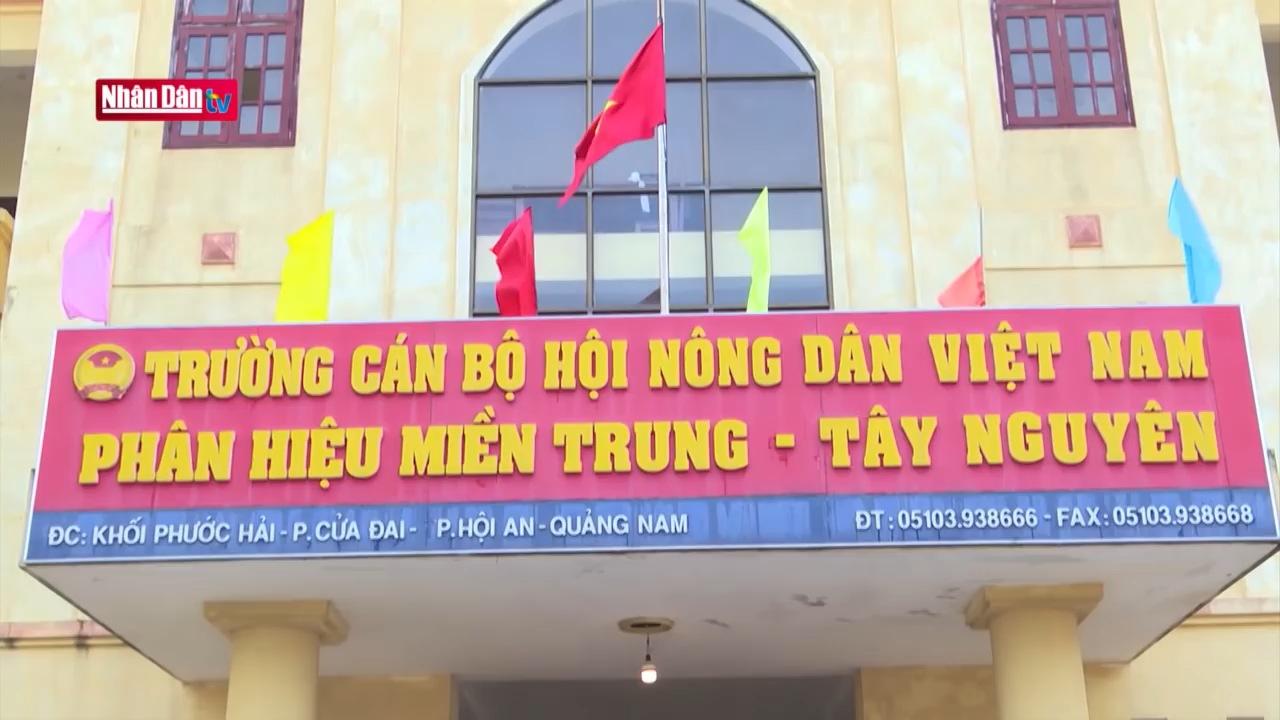 Nhân Dân tv
TRƯỜNG CÁN BỘ HỘI NÔNG DÂN VIỆT NAM
PHÂN HIỆU MIỀN TRUNG - TÂY NGUYÊN
ĐC: KHỐI PHƯỚC HẢI - P. CỬA ĐAI - P. HỘI AN - QUẢNG NAM
ĐT: 05103.938666 - FAX: 05103.938668